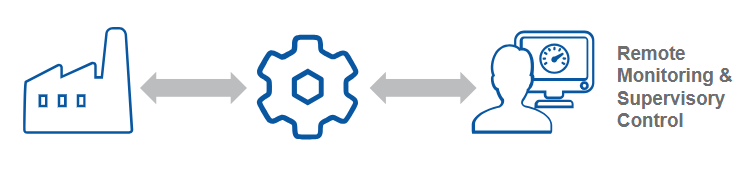 Remote
Monitoring &
Supervisory
Control